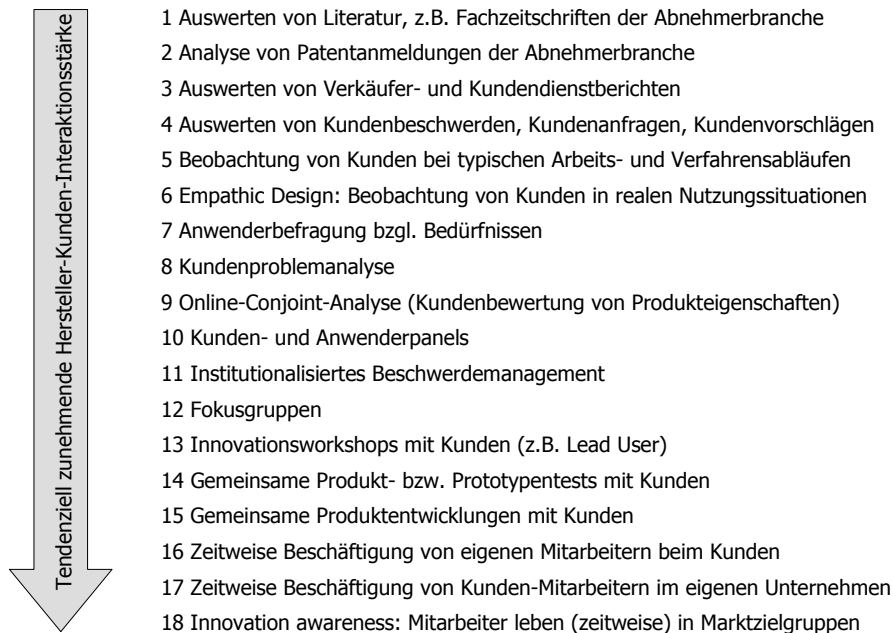 Tendenziell zunehmende Hersteller-Kunden-Interaktionsstärke
1 Auswerten von Literatur, z.B. Fachzeitschriften der Abnehmerbranche
2 Analyse von Patentanmeldungen der Abnehmerbranche
3 Auswerten von Verkäufer- und Kundendienstberichten
4 Auswerten von Kundenbeschwerden, Kundenanfragen, Kundenvorschlägen
5 Beobachtung von Kunden bei typischen Arbeits- und Verfahrensabläufen
6 Empathic Design: Beobachtung von Kunden in realen Nutzungssituationen
7 Anwenderbefragung bzgl. Bedürfnissen
8 Kundenproblemanalyse
9 Online-Conjoint-Analyse (Kundenbewertung von Produkteigenschaften)
10 Kunden- und Anwenderpanels
11 Institutionalisiertes Beschwerdemanagement
12 Fokusgruppen
13 Innovationsworkshops mit Kunden (z.B. Lead User)
14 Gemeinsame Produkt- bzw. Prototypentests mit Kunden
15 Gemeinsame Produktentwicklungen mit Kunden
16 Zeitweise Beschäftigung von eigenen Mitarbeitern beim Kunden
17 Zeitweise Beschäftigung von Kunden-Mitarbeitern im eigenen Unternehmen
18 Innovation awareness: Mitarbeiter leben (zeitweise) in Marktzielgruppen